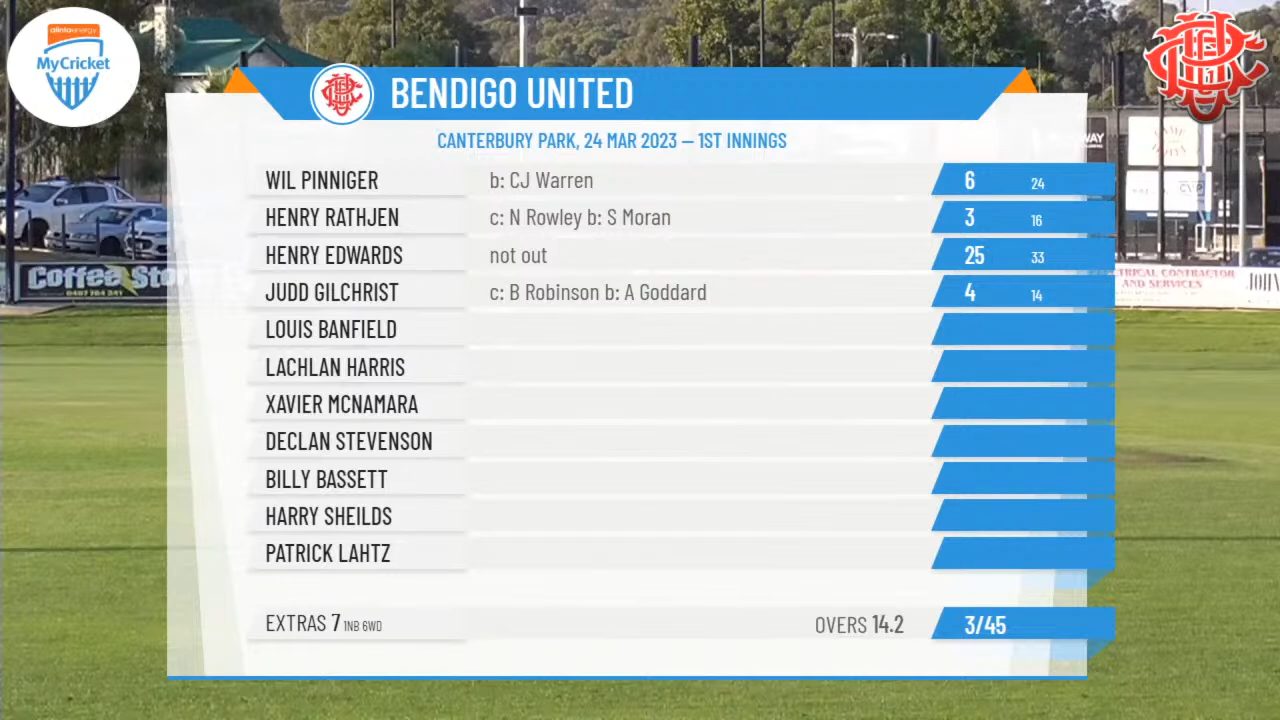 alintaenergy
MyCricket
BENDIGO UNITED
CANTERBURY PARK, 24 MAR 2023 – 1ST INNINGS
WIL PINNIGER b: CJ Warren 6 24
HENRY RATHJEN c: N Rowley b: S Moran 3 16
HENRY EDWARDS not out 25 33
JUDD GILCHRIST c: B Robinson b: A Goddard 4 14
LOUIS BANFIELD
LACHLAN HARRIS
XAVIER MCNAMARA
DECLAN STEVENSON
BILLY BASSETT
HARRY SHEILDS
PATRICK LAHTZ
EXTRAS 7 1NB 6WD OVERS 14.2 3/45
Coffee Sto
TRICAL CONTRACTOR
AND SERVICES
JOHN